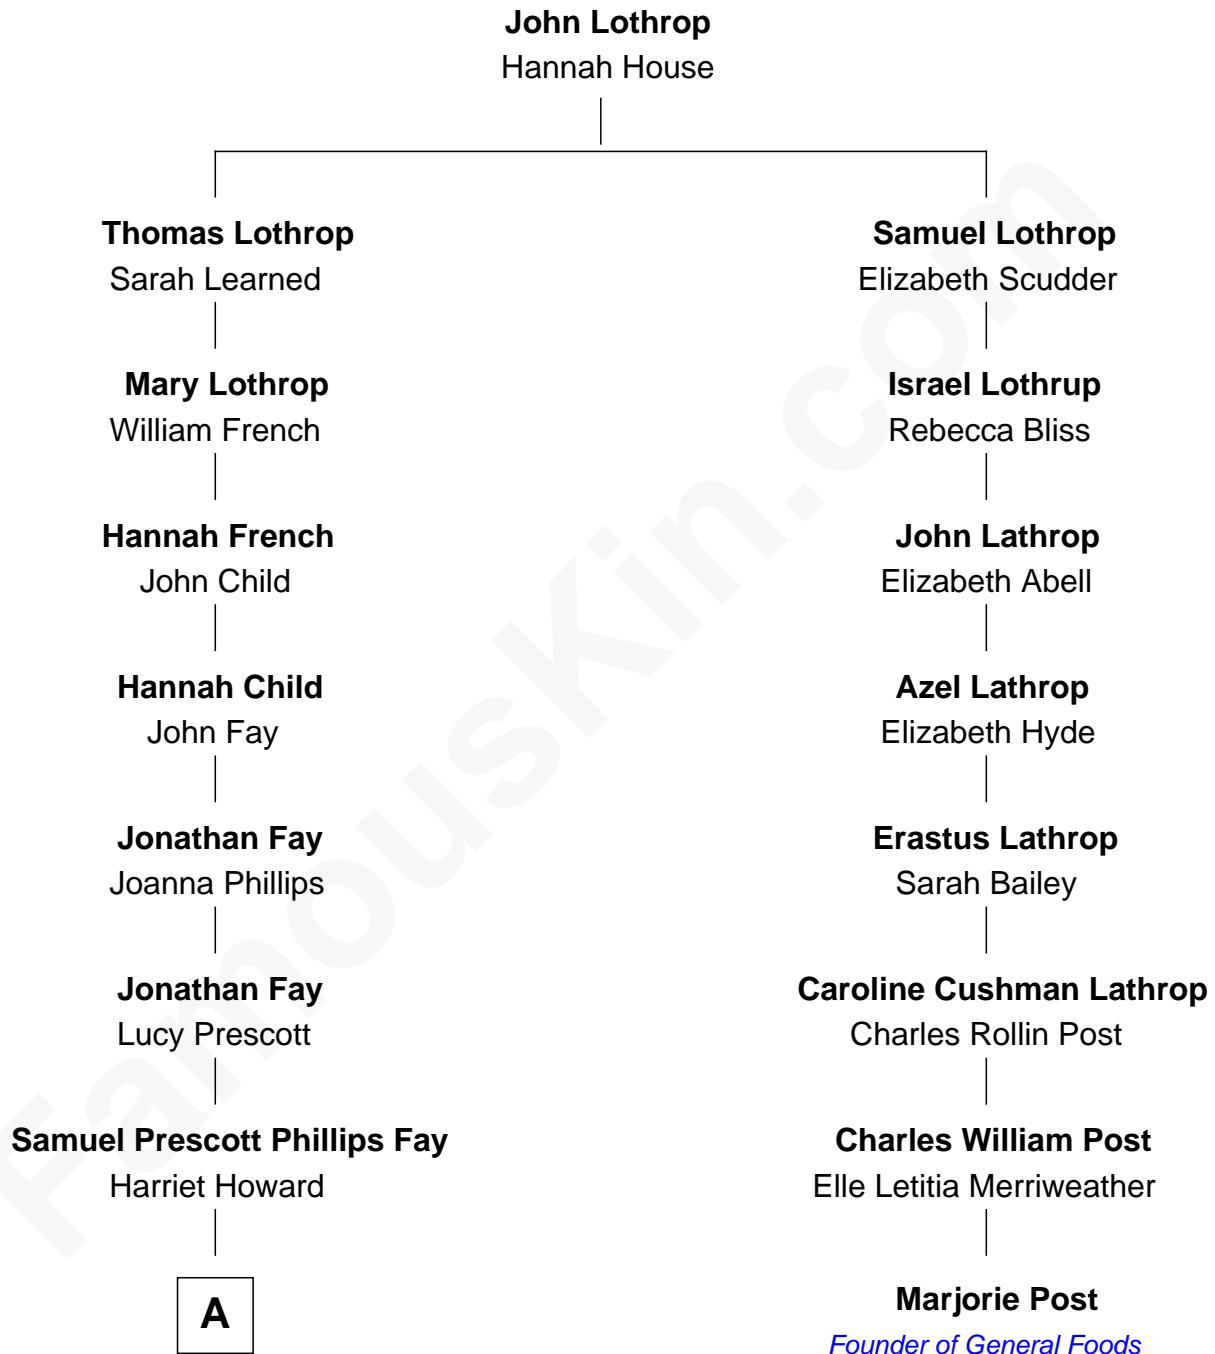 John Lothrop
Hannah House
Thomas Lothrop
Sarah Learned
Samuel Lothrop
Elizabeth Scudder
Mary Lothrop
William French
Israel Lothrup
Rebecca Bliss
Hannah French
John Child
John Lathrop
Elizabeth Abell
Hannah Child
John Fay
Azel Lathrop
Elizabeth Hyde
Jonathan Fay
Joanna Phillips
Erastus Lathrop
Sarah Bailey
Jonathan Fay
Lucy Prescott
Caroline Cushman Lathrop
Charles Rollin Post
Samuel Prescott Phillips Fay
Harriet Howard
Charles William Post
Elle Letitia Merriweather
A
Marjorie Post
Founder of General Foods
FamousKin.com